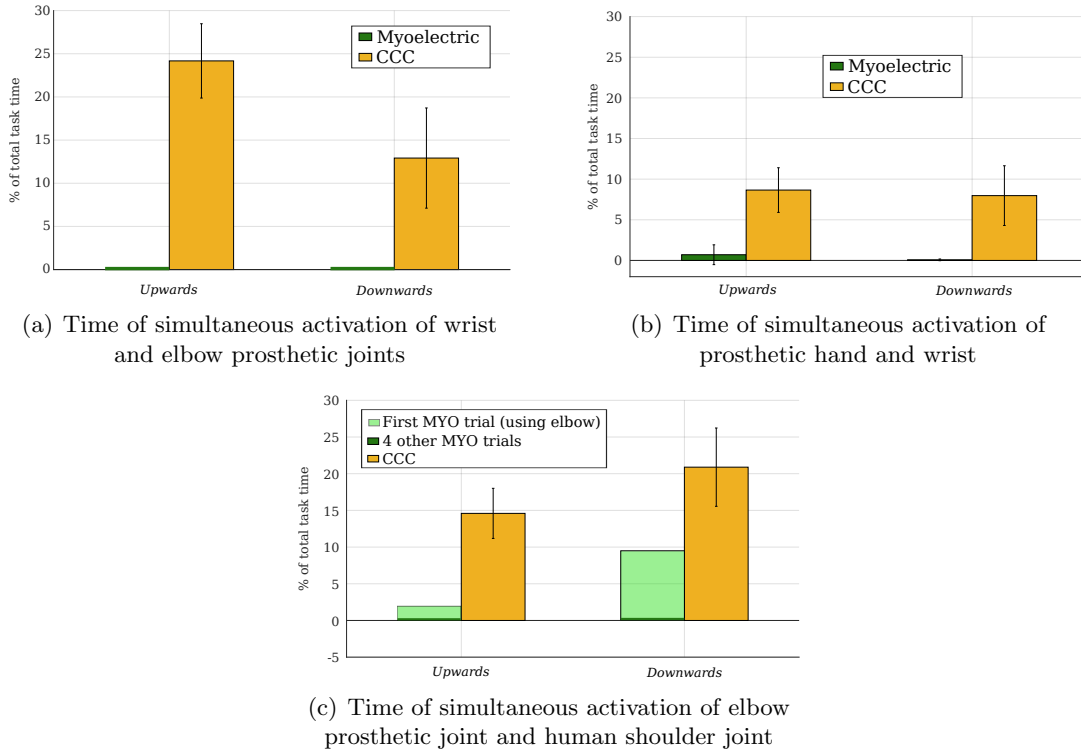 30
25
20
15
10
5
0
% of total task time
Myoelectric
CCC
Upwards
Downwards
(a) Time of simultaneous activation of wrist
and elbow prosthetic joints
30
25
20
15
10
5
0
% of total task time
Myoelectric
CCC
Upwards
Downwards
(b) Time of simultaneous activation of
prosthetic hand and wrist
30
25
20
15
10
5
0
-5
% of total task time
First MYO trial (using elbow)
4 other MYO trials
CCC
Upwards
Downwards
(c) Time of simultaneous activation of elbow
prosthetic joint and human shoulder joint